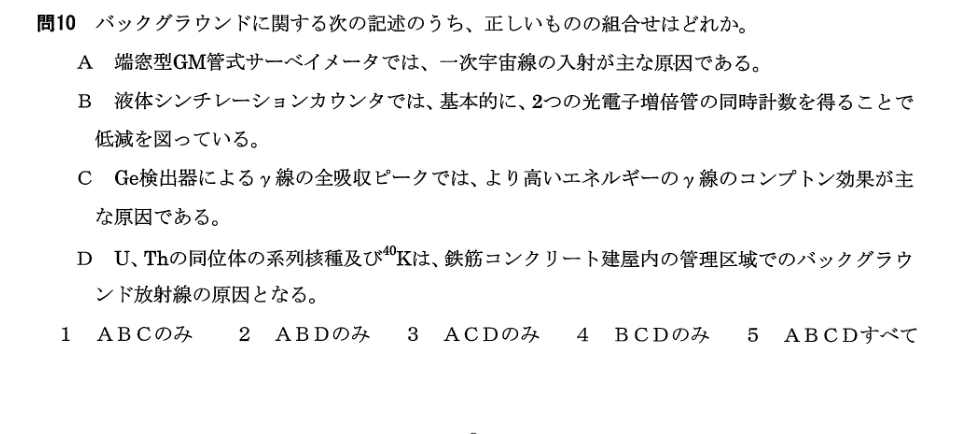 問10 バックグラウンドに関する次の記述のうち、正しいものの組合せはどれか。
A 端窓型GM管式サーベイメータでは、一次宇宙線の入射が主な原因である。
B 液体シンチレーションカウンタでは、基本的に、2つの光電子増倍管の同時計数を得ることで
低減を図っている。
C Ge検出器によるγ線の全吸収ピークでは、より高いエネルギーのγ線のコンプトン効果が主
な原因である。
D U、Thの同位体の系列核種及び⁴⁰Kは、鉄筋コンクリート建屋内の管理区域でのバックグラウ
ンド放射線の原因となる。
1 ABCのみ 2 ABDのみ 3 ACDのみ 4 BCDのみ 5 ABCDすべて